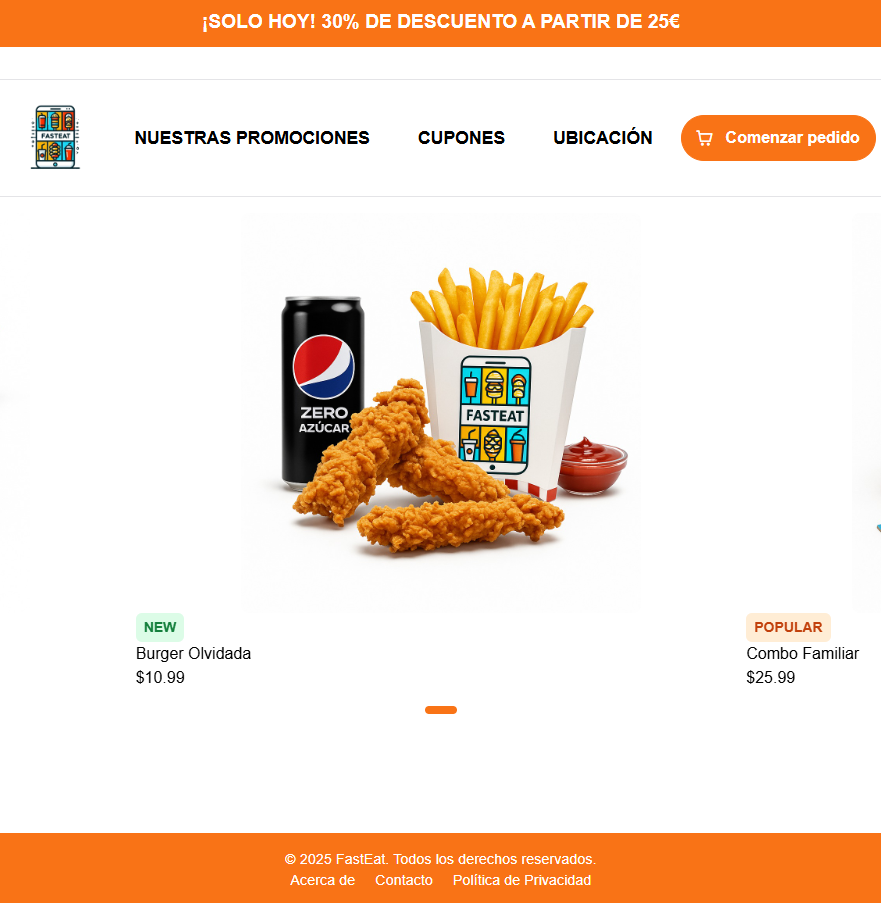 ¡SOLO HOY! 30% DE DESCUENTO A PARTIR DE 25€
FASTEAT
NUESTRAS PROMOCIONES
CUPONES
UBICACIÓN
Comenzar pedido
ZERO
AZÚCAR
FASTEAT
NEW
Burger Olvidada
$10.99
POPULAR
Combo Familiar
$25.99
© 2025 FastEat. Todos los derechos reservados.
Acerca de Contacto Política de Privacidad